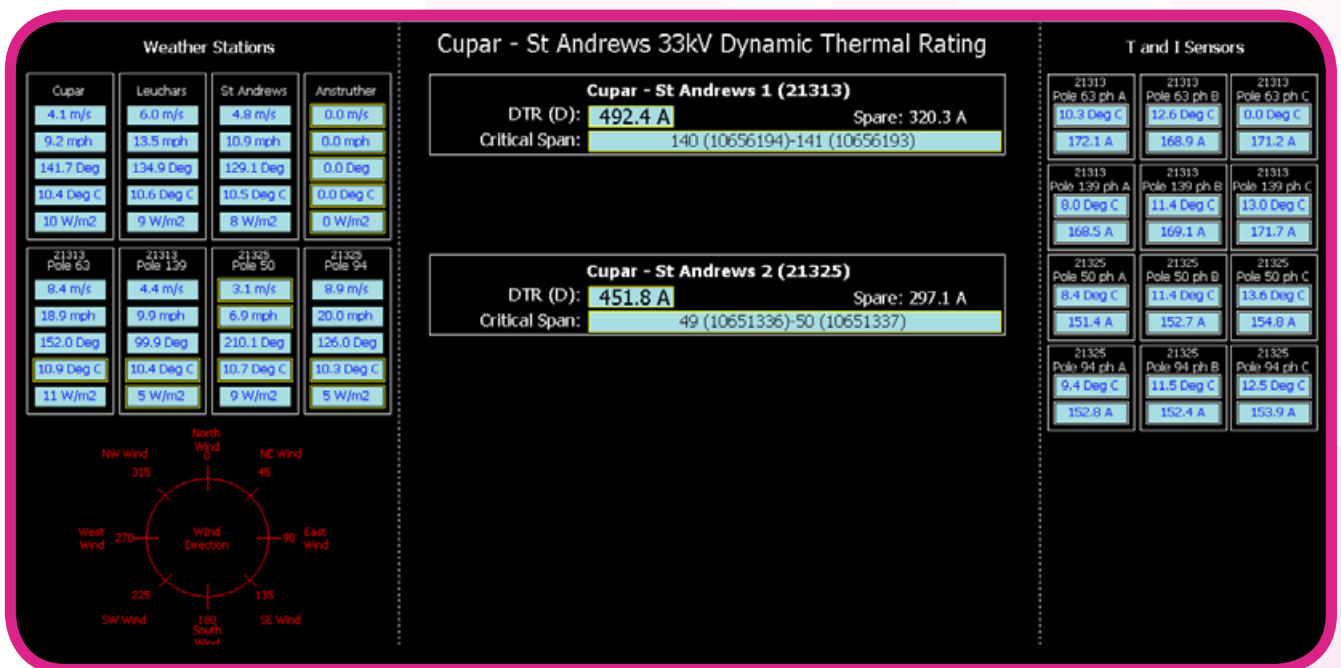 Weather Stations
Cupar
4.1 m/s
9.2 mph
141.7 Deg
10.4 Deg C
10 W/m2
Leuchars
6.0 m/s
13.5 mph
134.9 Deg
10.6 Deg C
9 W/m2
St Andrews
4.8 m/s
10.9 mph
129.1 Deg
10.5 Deg C
8 W/m2
Anstruther
0.0 m/s
0.0 mph
0.0 Deg
0.0 Deg C
0 W/m2
21313
Pole 63
8.4 m/s
18.9 mph
152.0 Deg
10.9 Deg C
11 W/m2
21313
Pole 139
4.4 m/s
9.9 mph
99.9 Deg
10.4 Deg C
5 W/m2
21325
Pole 50
3.1 m/s
6.9 mph
210.1 Deg
10.7 Deg C
9 W/m2
21325
Pole 94
8.9 m/s
20.0 mph
126.0 Deg
10.3 Deg C
5 W/m2
North
Wind
0
NW Wind
315
NE Wind
45
West
Wind
270
Wind
Direction
90
East
Wind
225
SW Wind
180
South
Wind
135
SE Wind
Cupar - St Andrews 33kV Dynamic Thermal Rating
Cupar - St Andrews 1 (21313)
DTR (D): 492.4 A Spare: 320.3 A
Critical Span: 140 (10656194)-141 (10656193)
Cupar - St Andrews 2 (21325)
DTR (D): 451.8 A Spare: 297.1 A
Critical Span: 49 (10651336)-50 (10651337)
T and I Sensors
21313
Pole 63 ph A
10.3 Deg C
172.1 A
21313
Pole 63 ph B
12.6 Deg C
168.9 A
21313
Pole 63 ph C
0.0 Deg C
171.2 A
21313
Pole 139 ph A
8.0 Deg C
168.5 A
21313
Pole 139 ph B
11.4 Deg C
169.1 A
21313
Pole 139 ph C
13.0 Deg C
171.7 A
21325
Pole 50 ph A
8.4 Deg C
151.4 A
21325
Pole 50 ph B
11.4 Deg C
152.7 A
21325
Pole 50 ph C
13.6 Deg C
154.8 A
21325
Pole 94 ph A
9.4 Deg C
152.8 A
21325
Pole 94 ph B
11.5 Deg C
152.4 A
21325
Pole 94 ph C
12.5 Deg C
153.9 A